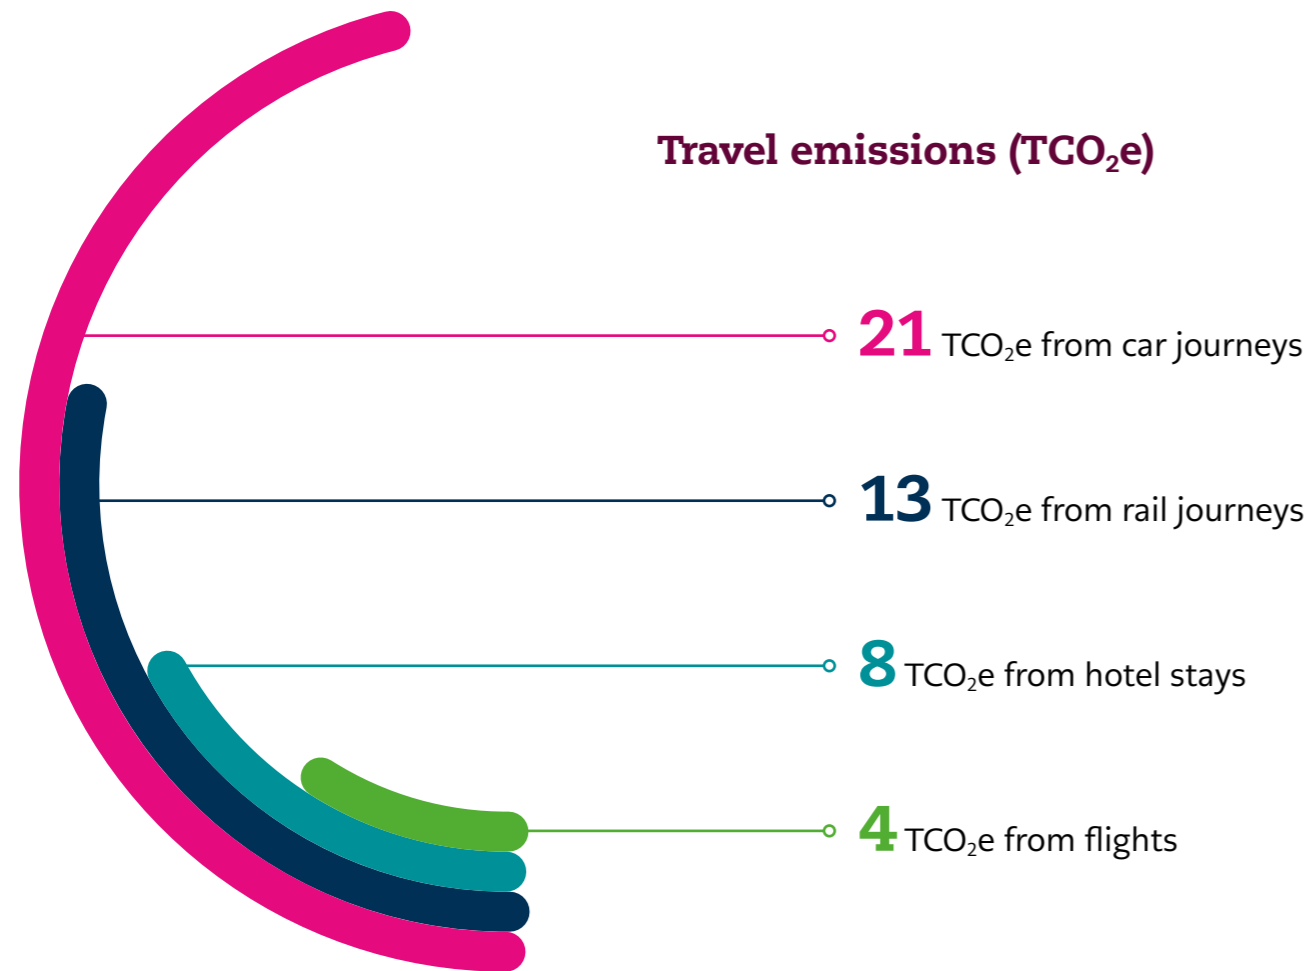 Travel emissions (TCO₂e)
21 TCO₂e from car journeys
13 TCO₂e from rail journeys
8 TCO₂e from hotel stays
4 TCO₂e from flights